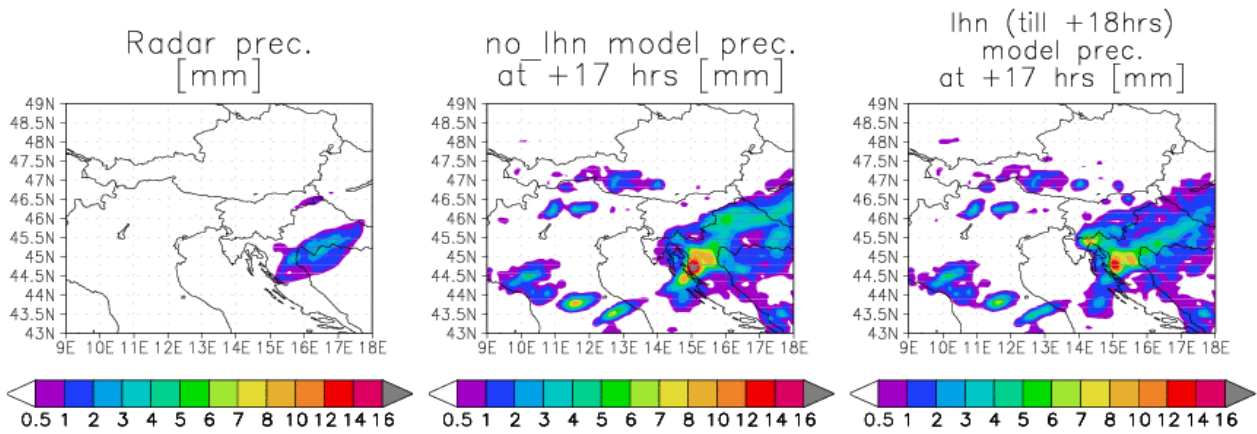 Radar prec.
[mm]
no_lhn model prec.
at +17 hrs [mm]
lhn (till +18hrs)
model prec.
at +17 hrs [mm]
49N
48.5N
48N
47.5N
47N
46.5N
46N
45.5N
45N
44.5N
44N
43.5N
43N
9E 10E 11E 12E 13E 14E 15E 16E 17E 18E
49N
48.5N
48N
47.5N
47N
46.5N
46N
45.5N
45N
44.5N
44N
43.5N
43N
9E 10E 11E 12E 13E 14E 15E 16E 17E 18E
49N
48.5N
48N
47.5N
47N
46.5N
46N
45.5N
45N
44.5N
44N
43.5N
43N
9E 10E 11E 12E 13E 14E 15E 16E 17E 18E
0.5 1 2 3 4 5 6 7 8 10 12 14 16
0.5 1 2 3 4 5 6 7 8 10 12 14 16
0.5 1 2 3 4 5 6 7 8 10 12 14 16